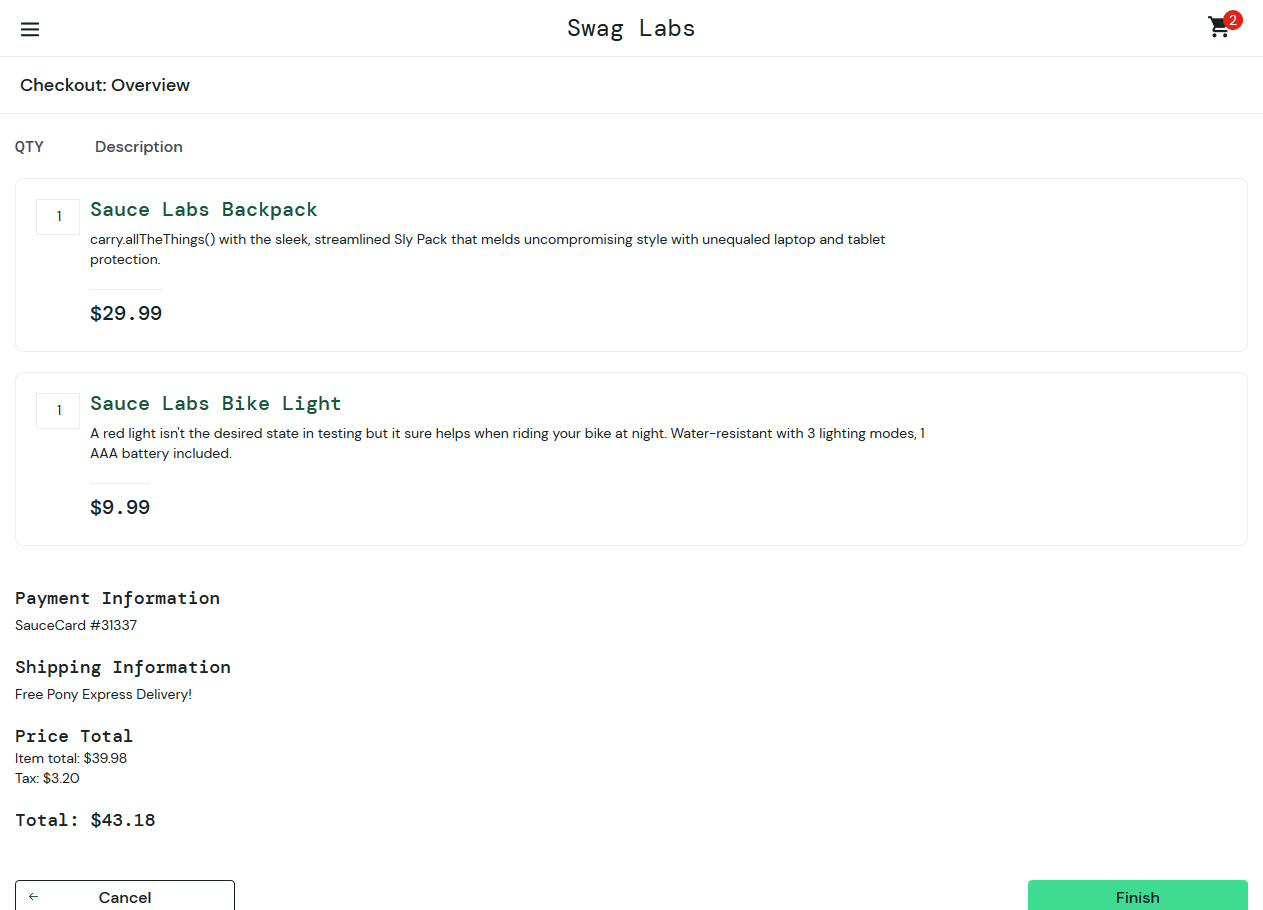 Swag Labs
2
Checkout: Overview
QTY Description
1
Sauce Labs Backpack
carry.allTheThings() with the sleek, streamlined Sly Pack that melds uncompromising style with unequaled laptop and tablet
protection.
$29.99
1
Sauce Labs Bike Light
A red light isn't the desired state in testing but it sure helps when riding your bike at night. Water-resistant with 3 lighting modes, 1
AAA battery included.
$9.99
Payment Information
SauceCard #31337
Shipping Information
Free Pony Express Delivery!
Price Total
Item total: $39.98
Tax: $3.20
Total: $43.18
Cancel
Finish